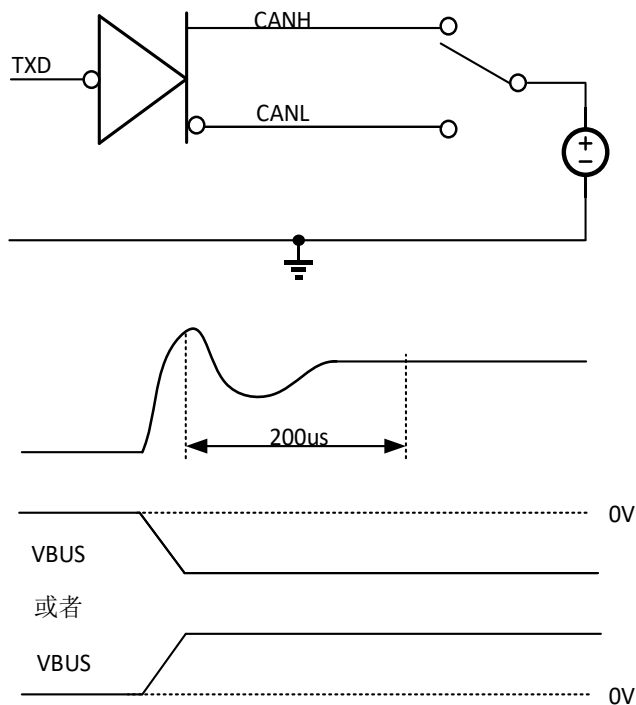 CANH
TXD
CANL
+
−
200us
0V
VBUS
或者
VBUS
0V